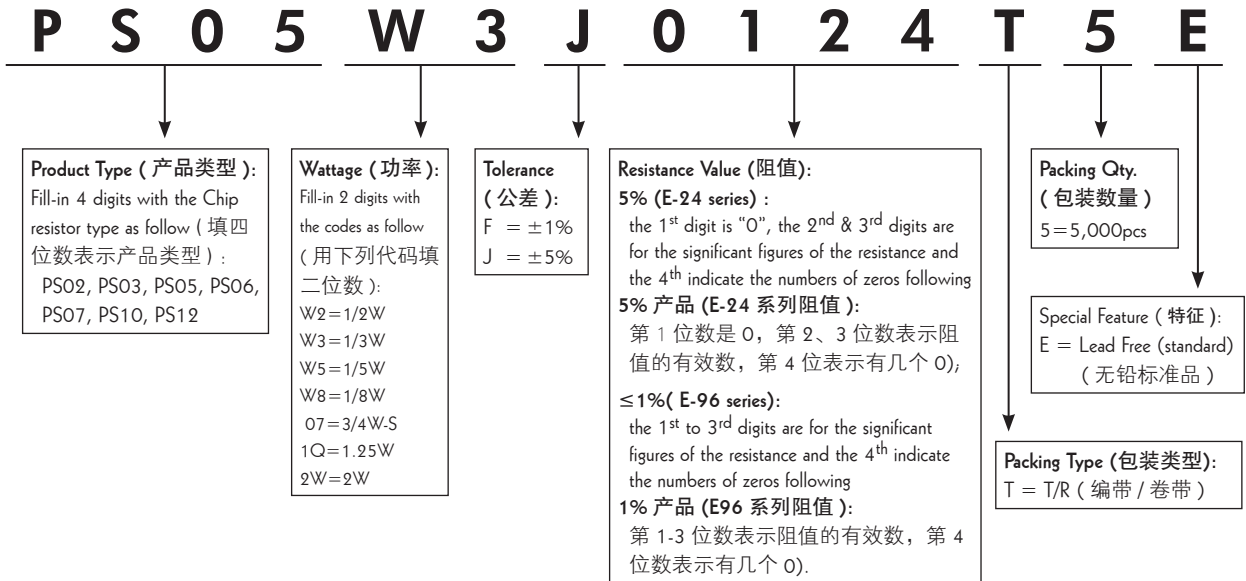 PS05W3J0124T5E
Product Type ( 产品类型 ):
Fill-in 4 digits with the Chip
resistor type as follow ( 填四
位数表示产品类型 ) :
PS02, PS03, PS05, PS06,
PS07, PS10, PS12
Wattage ( 功率 ):
Fill-in 2 digits with
the codes as follow
( 用下列代码填
二位数 ):
W2=1/2W
W3=1/3W
W5=1/5W
W8=1/8W
07=3/4W-S
1Q=1.25W
2W=2W
Tolerance
( 公差 ):
F = ±1%
J = ±5%
Resistance Value (阻值):
5% (E-24 series) :
the 1st digit is “0”, the 2nd & 3rd digits are
for the significant figures of the resistance and
the 4th indicate the numbers of zeros following
5% 产品 (E-24 系列阻值 ):
第 1 位数是 0，第 2、3 位数表示阻
值的有效数，第 4 位表示有几个 0);
≤1%( E-96 series):
the 1st to 3rd digits are for the significant
figures of the resistance and the 4th indicate
the numbers of zeros following
1% 产品 (E96 系列阻值 ):
第 1-3 位数表示阻值的有效数，第 4
位数表示有几个 0).
Packing Qty.
( 包装数量 )
5=5,000pcs
Special Feature ( 特征 ):
E = Lead Free (standard)
( 无铅标准品 )
Packing Type (包装类型):
T = T/R ( 编带 / 卷带 )